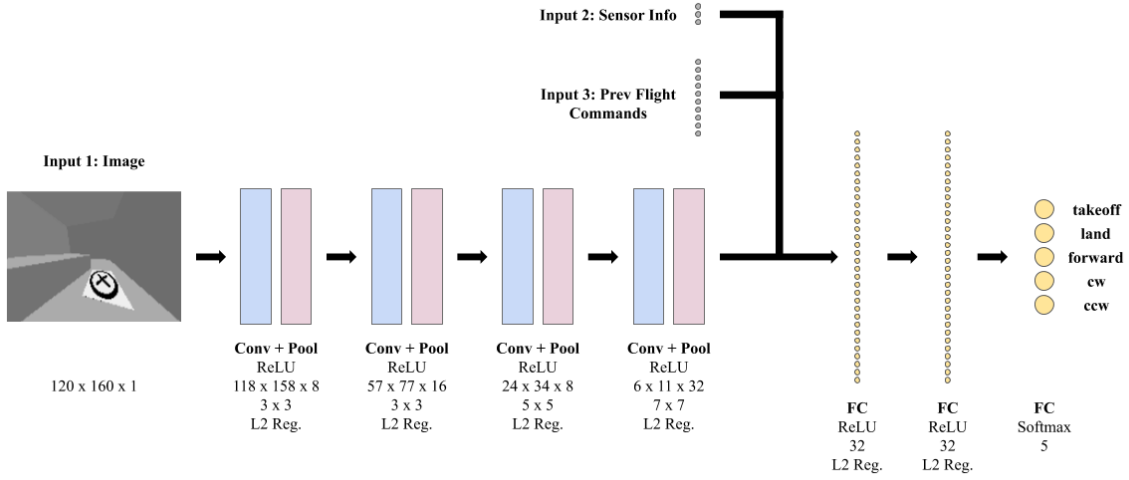 Input 2: Sensor Info
Input 3: Prev Flight
Commands
Input 1: Image
takeoff
land
forward
cw
ccw
120 x 160 x 1
Conv + Pool
ReLU
118 x 158 x 8
3 x 3
L2 Reg.
Conv + Pool
ReLU
57 x 77 x 16
3 x 3
L2 Reg.
Conv + Pool
ReLU
24 x 34 x 8
5 x 5
L2 Reg.
Conv + Pool
ReLU
6 x 11 x 32
7 x 7
L2 Reg.
FC
ReLU
32
L2 Reg.
FC
ReLU
32
L2 Reg.
FC
Softmax
5